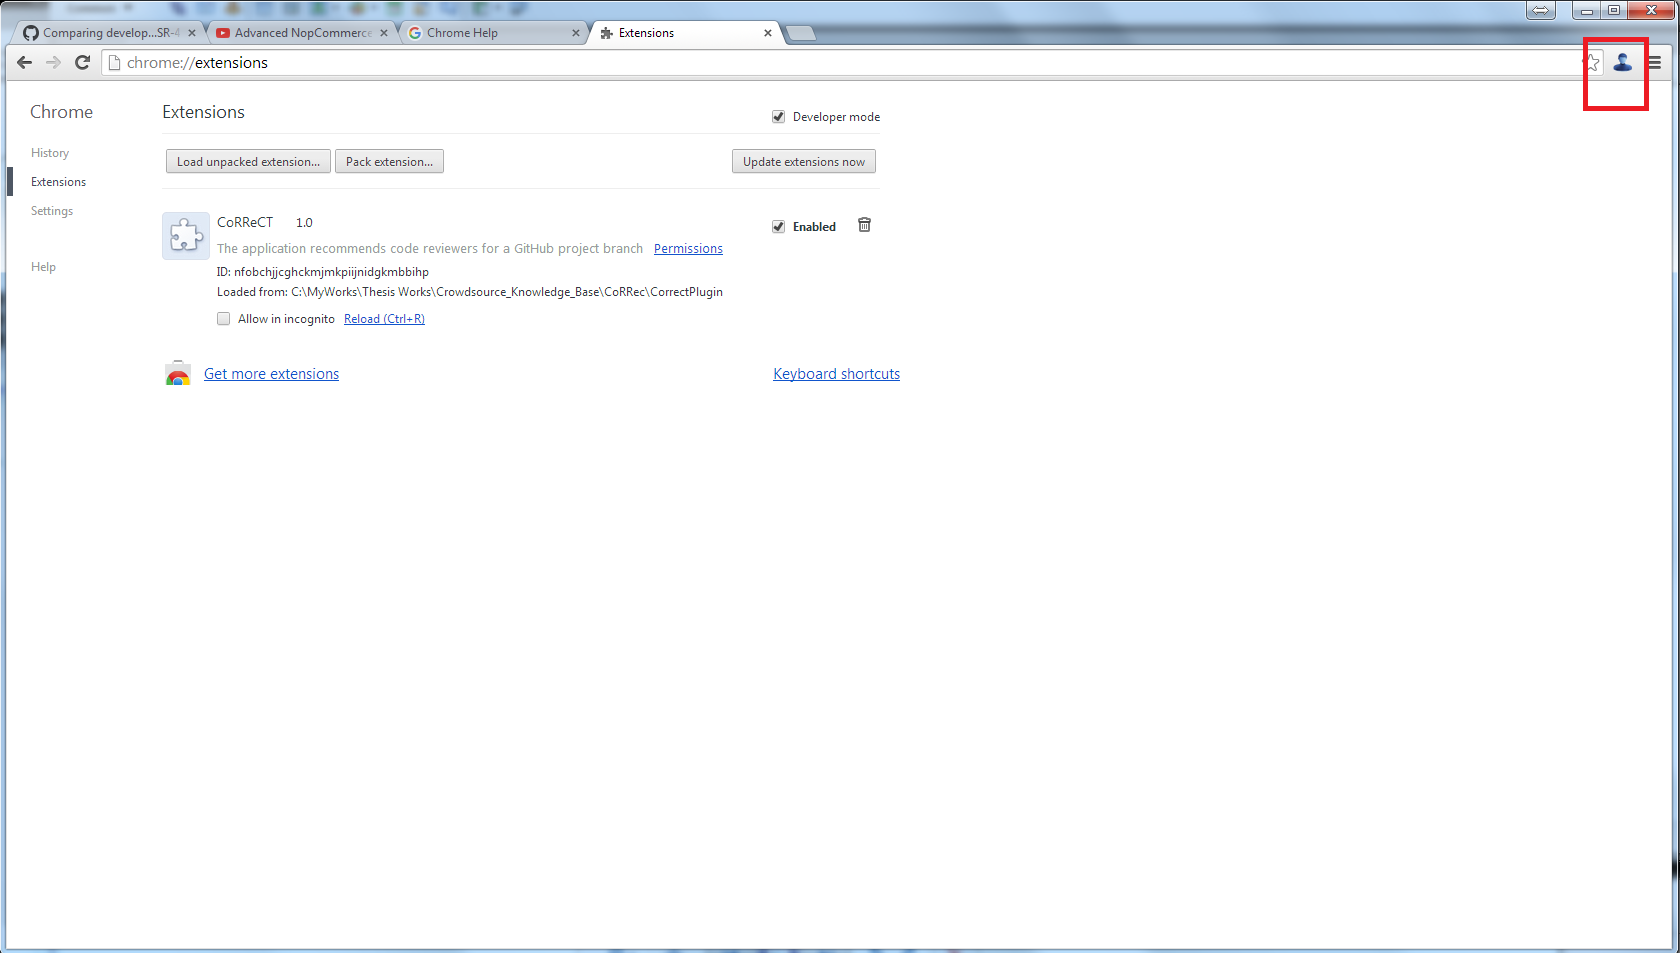 Comparing develop...SR-4
Advanced NopCommerce
Chrome Help
Extensions
chrome://extensions
Chrome
History
Extensions
Settings
Help
Extensions
Developer mode
Load unpacked extension...
Pack extension...
Update extensions now
CoRReCT 1.0
Enabled
The application recommends code reviewers for a GitHub project branch Permissions
ID: nfobchjjcghckmjmkpiijnidgkmbbihp
Loaded from: C:\MyWorks\Thesis Works\Crowdsource_Knowledge_Base\CoRRec\CorrectPlugin
Allow in incognito Reload (Ctrl+R)
Get more extensions
Keyboard shortcuts